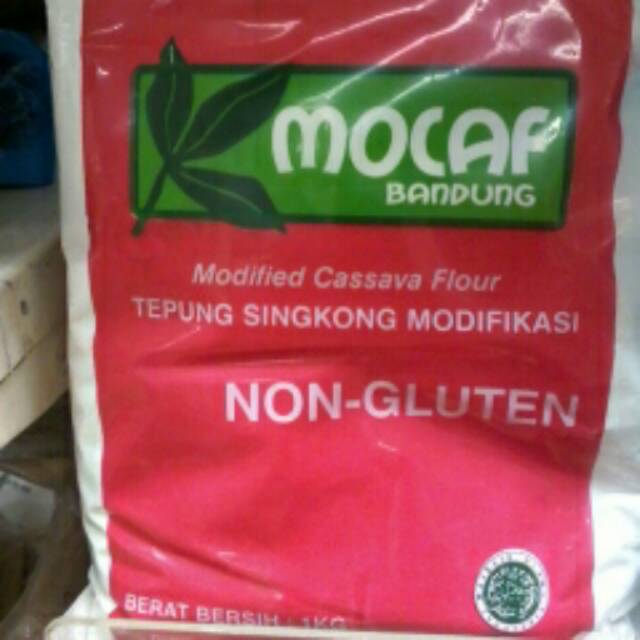 MOCAF
BANDUNG
Modified Cassava Flour
TEPUNG SINGKONG MODIFIKASI
NON-GLUTEN
BERAT BERSIH : 1KG